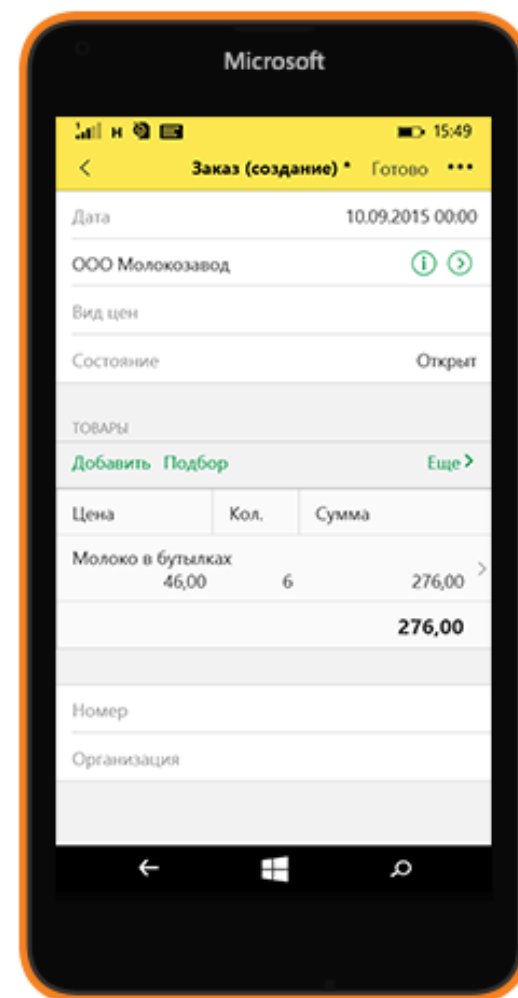 Microsoft
H 15:49
Заказ (создание) * Готово •••
Дата 10.09.2015 00:00
ООО Молокозавод
Вид цен
Состояние Открыт
ТОВАРЫ
Добавить Подбор Еще
Цена Кол. Сумма
Молоко в бутылках
46,00 6 276,00
276,00
Номер
Организация